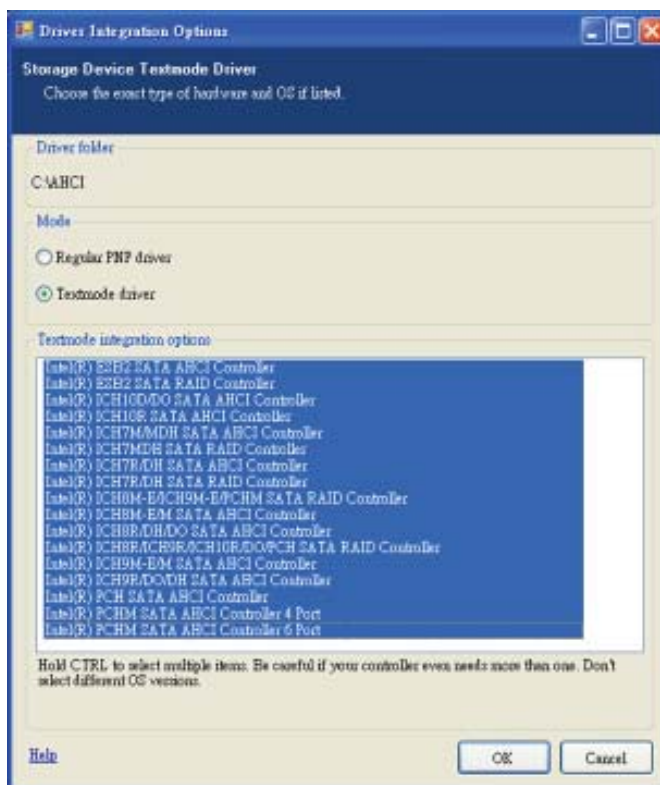 Driver Integration Options
Storage Device Textmode Driver
Choose the exact type of hardware and OS if listed.
Driver folder
C:\AHCI
Mode
Regular PNP driver
Textmode driver
Textmode integration options
Intel(R) ESB2 SATA AHCI Controller
Intel(R) ESB2 SATA RAID Controller
Intel(R) ICH10D/DO SATA AHCI Controller
Intel(R) ICH10R SATA AHCI Controller
Intel(R) ICH7M/MDH SATA AHCI Controller
Intel(R) ICH7MDH SATA RAID Controller
Intel(R) ICH7R/DH SATA AHCI Controller
Intel(R) ICH7R/DH SATA RAID Controller
Intel(R) ICH8M-E/ICH9M-E/PCHM SATA RAID Controller
Intel(R) ICH8M-E/M SATA AHCI Controller
Intel(R) ICH8R/DH/DO SATA AHCI Controller
Intel(R) ICH8R/ICH9R/ICH10R/DO/PCH SATA RAID Controller
Intel(R) ICH9M-E/M SATA AHCI Controller
Intel(R) ICH9R/DO/DH SATA AHCI Controller
Intel(R) PCH SATA AHCI Controller
Intel(R) PCHM SATA AHCI Controller 4 Port
Intel(R) PCHM SATA AHCI Controller 6 Port
Hold CTRL to select multiple items. Be careful if your controller even needs more than one. Don't
select different OS versions.
Help
OK
Cancel